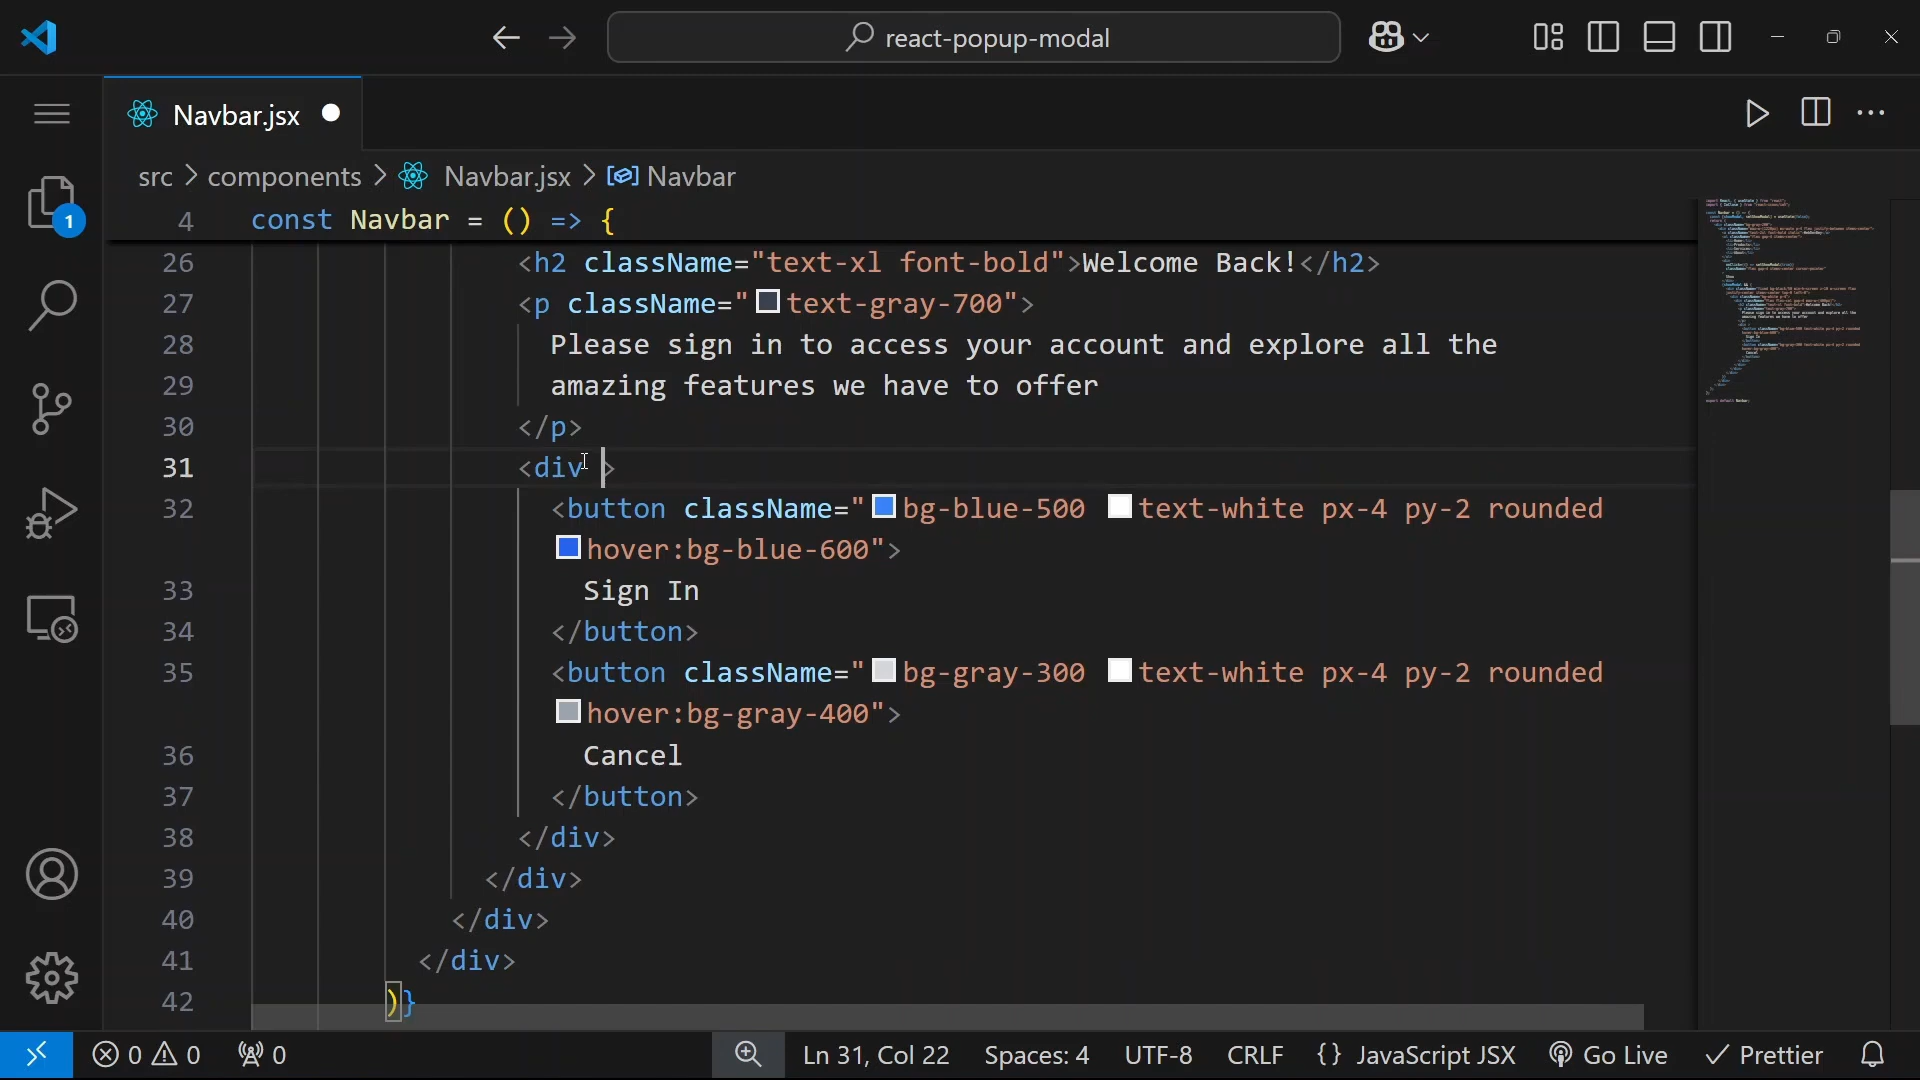 react-popup-modal
Navbar.jsx
src > components > Navbar.jsx > Navbar
1
4 const Navbar = () => {
26 <h2 className="text-xl font-bold">Welcome Back!</h2>
27 <p className="text-gray-700">
28 Please sign in to access your account and explore all the
29 amazing features we have to offer
30 </p>
31 <div >
32 <button className="bg-blue-500 text-white px-4 py-2 rounded
hover:bg-blue-600">
33 Sign In
34 </button>
35 <button className="bg-gray-300 text-white px-4 py-2 rounded
hover:bg-gray-400">
36 Cancel
37 </button>
38 </div>
39 </div>
40 </div>
41 </div>
42 )}
0 0 0 Ln 31, Col 22 Spaces: 4 UTF-8 CRLF {} JavaScript JSX Go Live Prettier